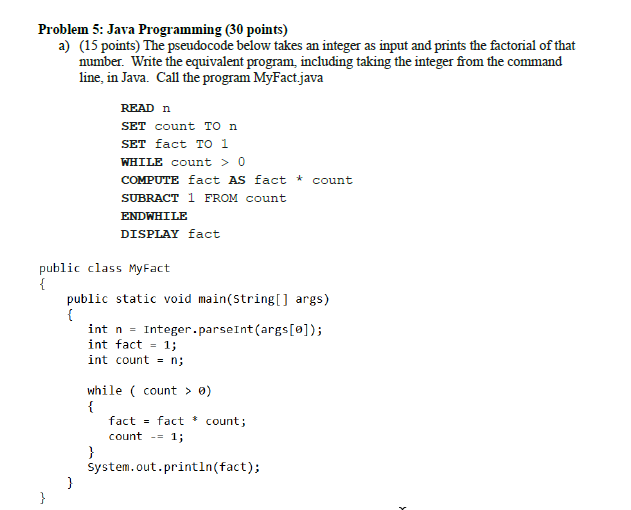 Problem 5: Java Programming (30 points)
a) (15 points) The pseudocode below takes an integer as input and prints the factorial of that
number. Write the equivalent program, including taking the integer from the command
line, in Java. Call the program MyFact.java
READ n
SET count TO n
SET fact TO 1
WHILE count > 0
COMPUTE fact AS fact * count
SUBRACT 1 FROM count
ENDWHILE
DISPLAY fact
public class MyFact
{
public static void main(String[] args)
{
int n = Integer.parseInt(args[0]);
int fact = 1;
int count = n;
while ( count > 0)
{
fact = fact * count;
count -= 1;
}
System.out.println(fact);
}
}